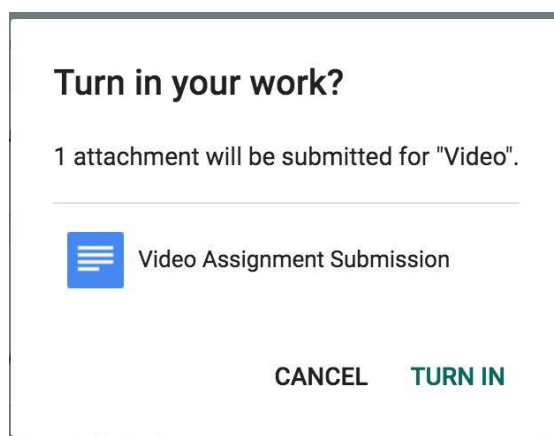 Turn in your work?
1 attachment will be submitted for "Video".
Video Assignment Submission
CANCEL TURN IN